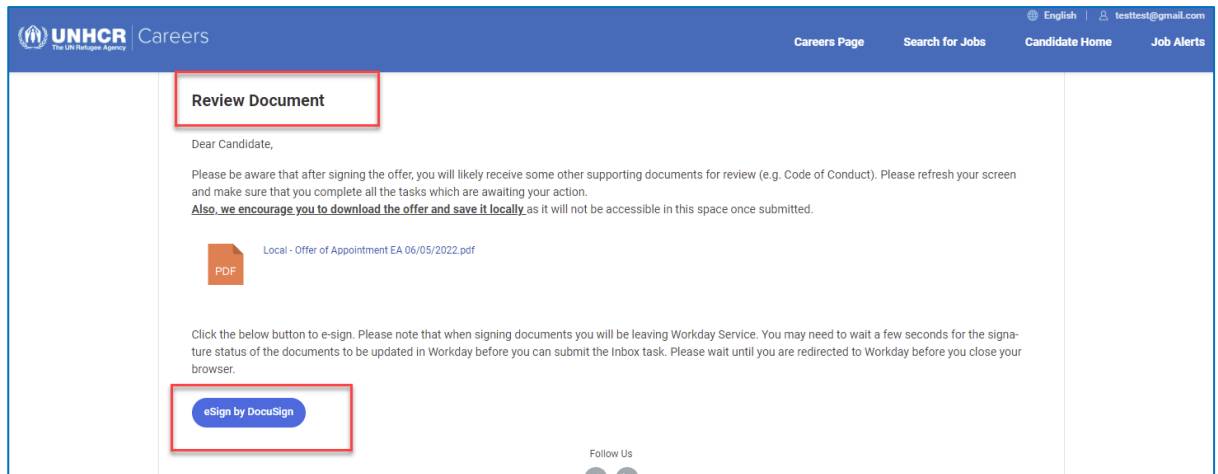 English | testtest@gmail.com
UNHCR Careers
The UN Refugee Agency
Careers Page Search for Jobs Candidate Home Job Alerts
Review Document
Dear Candidate,
Please be aware that after signing the offer, you will likely receive some other supporting documents for review (e.g. Code of Conduct). Please refresh your screen
and make sure that you complete all the tasks which are awaiting your action.
Also, we encourage you to download the offer and save it locally as it will not be accessible in this space once submitted.
Local - Offer of Appointment EA 06/05/2022.pdf
PDF
Click the below button to e-sign. Please note that when signing documents you will be leaving Workday Service. You may need to wait a few seconds for the signa-
ture status of the documents to be updated in Workday before you can submit the Inbox task. Please wait until you are redirected to Workday before you close your
browser.
eSign by DocuSign
Follow Us